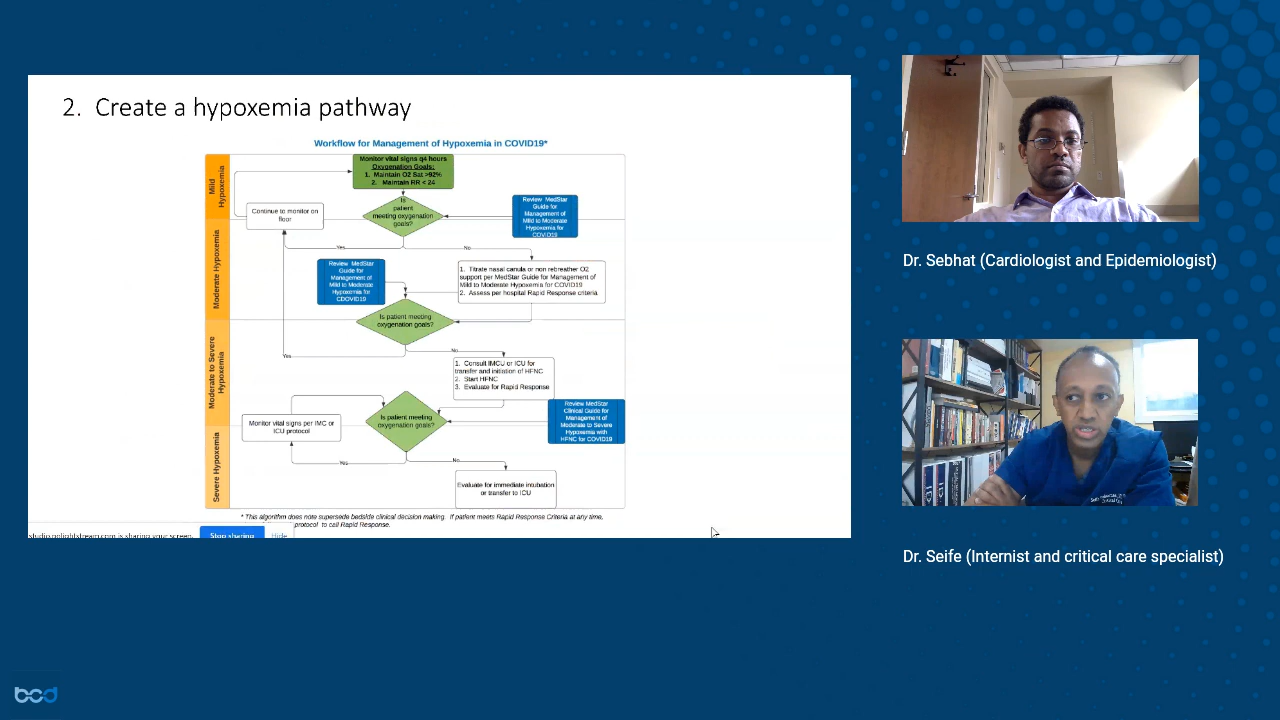 2. Create a hypoxemia pathway
Workflow for Management of Hypoxemia in COVID19*
Mild
Hypoxemia
Monitor vital signs q4 hours
Oxygenation Goals:
1. Maintain O2 Sat >92%
2. Maintain RR < 24
Is
patient
meeting oxygenation
goals?
Continue to monitor on
floor
Review MedStar
Guide for
Management of
Mild to Moderate
Hypoxemia for
COVID19
Yes
No
Moderate Hypoxemia
Review MedStar
Guide for
Management of
Mild to Moderate
Hypoxemia for
CDOVID19
1. Titrate nasal canula or non rebreather O2
support per MedStar Guide for Management of
Mild to Moderate Hypoxemia for COVID19
2. Assess per hospital Rapid Response criteria
Is patient meeting
oxygenation goals?
Yes
No
Moderate to Severe
Hypoxemia
1. Consult IMCU or ICU for
transfer and initiation of HFNC
2. Start HFNC
3. Evaluate for Rapid Response
Is patient meeting
oxygenation goals?
Monitor vital signs per IMC or
ICU protocol
Review MedStar
Clinical Guide for
Management of
Moderate to Severe
Hypoxemia with
HFNC for COVID19
Yes
No
Severe Hypoxemia
Evaluate for immediate intubation
or transfer to ICU
* This algorithm does note supersede bedside clinical decision making. If patient meets Rapid Response Criteria at any time,
protocol to call Rapid Response.
studio.golightstream.com is sharing your screen.
Stop sharing
Hide
Dr. Sebhat (Cardiologist and Epidemiologist)
Dr. Seife (Internist and critical care specialist)
bcd